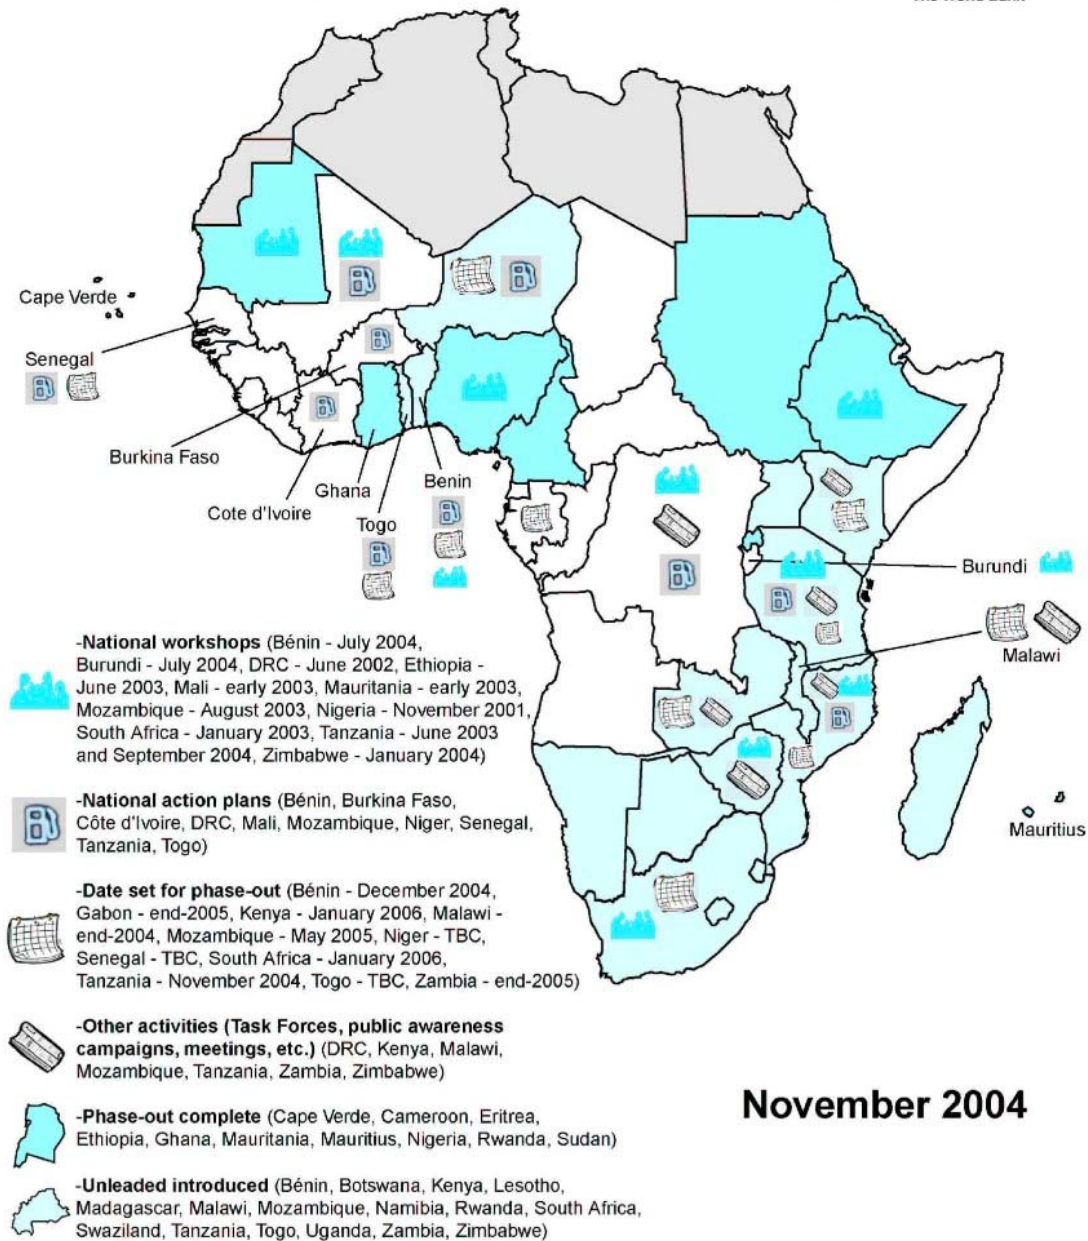 Cape Verde
Senegal
Burkina Faso
Cote d'Ivoire
Ghana
Togo
Benin
Burundi
Malawi
Mauritius
-National workshops (Bénin - July 2004,
Burundi - July 2004, DRC - June 2002, Ethiopia -
June 2003, Mali - early 2003, Mauritania - early 2003,
Mozambique - August 2003, Nigeria - November 2001,
South Africa - January 2003, Tanzania - June 2003
and September 2004, Zimbabwe - January 2004)
-National action plans (Bénin, Burkina Faso,
Côte d'Ivoire, DRC, Mali, Mozambique, Niger, Senegal,
Tanzania, Togo)
-Date set for phase-out (Bénin - December 2004,
Gabon - end-2005, Kenya - January 2006, Malawi -
end-2004, Mozambique - May 2005, Niger - TBC,
Senegal - TBC, South Africa - January 2006,
Tanzania - November 2004, Togo - TBC, Zambia - end-2005)
-Other activities (Task Forces, public awareness
campaigns, meetings, etc.) (DRC, Kenya, Malawi,
Mozambique, Tanzania, Zambia, Zimbabwe)
-Phase-out complete (Cape Verde, Cameroon, Eritrea,
Ethiopia, Ghana, Mauritania, Mauritius, Nigeria, Rwanda, Sudan)
-Unleaded introduced (Bénin, Botswana, Kenya, Lesotho,
Madagascar, Malawi, Mozambique, Namibia, Rwanda, South Africa,
Swaziland, Tanzania, Togo, Uganda, Zambia, Zimbabwe)
November 2004